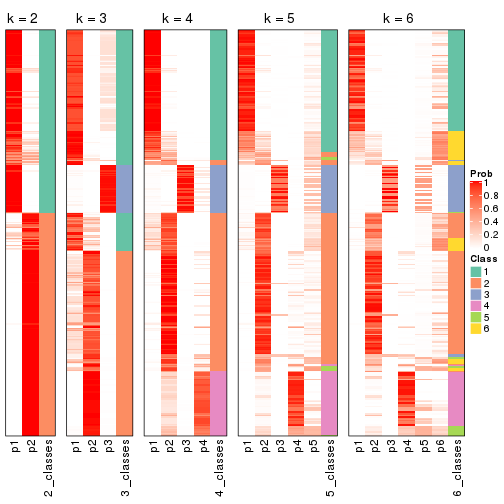 k = 2
k = 3
k = 4
k = 5
k = 6
Prob
1
0.8
0.6
0.4
0.2
0
Class
1
2
3
4
5
6
p1
p2
2_classes
p1
p2
p3
3_classes
p1
p2
p3
p4
4_classes
p1
p2
p3
p4
p5
5_classes
p1
p2
p3
p4
p5
p6
6_classes